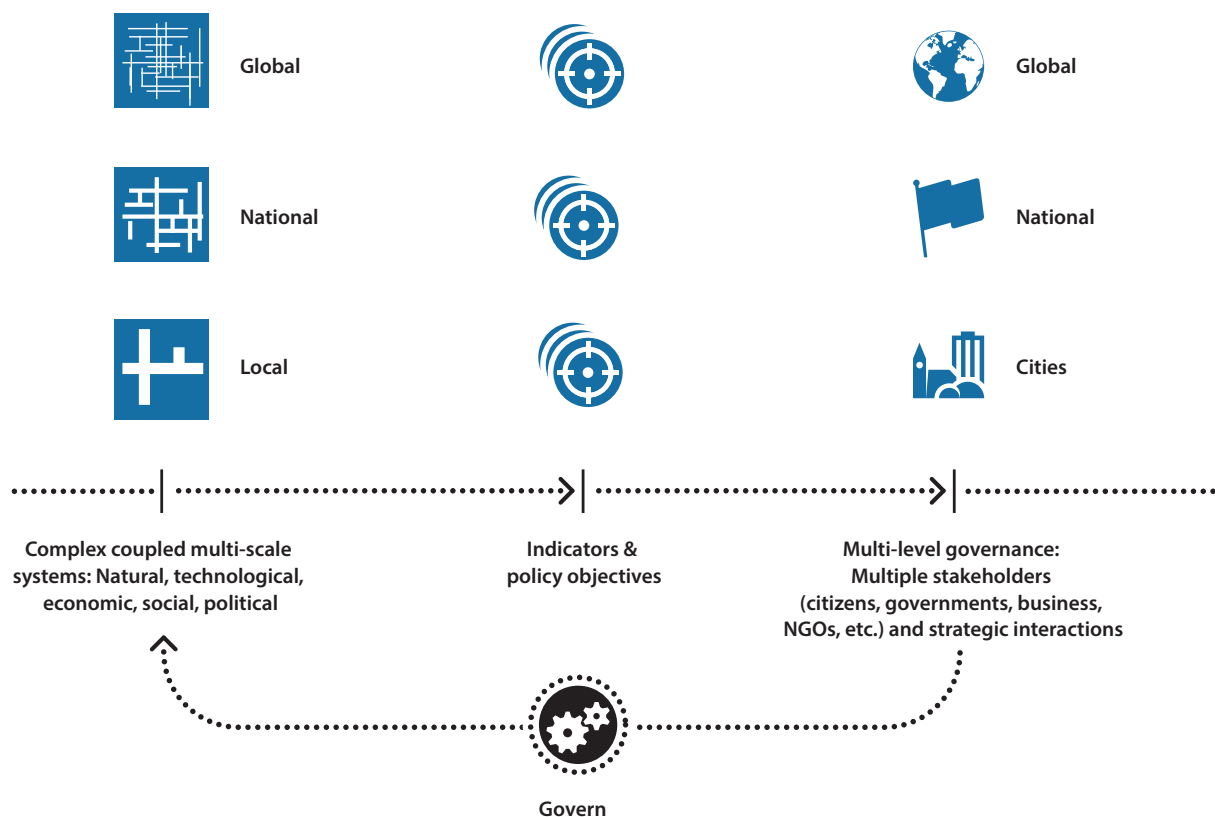 Global
Global
National
National
Local
Cities
Complex coupled multi-scale
systems: Natural, technological,
economic, social, political
Indicators &
policy objectives
Multi-level governance:
Multiple stakeholders
(citizens, governments, business,
NGOs, etc.) and strategic interactions
Govern